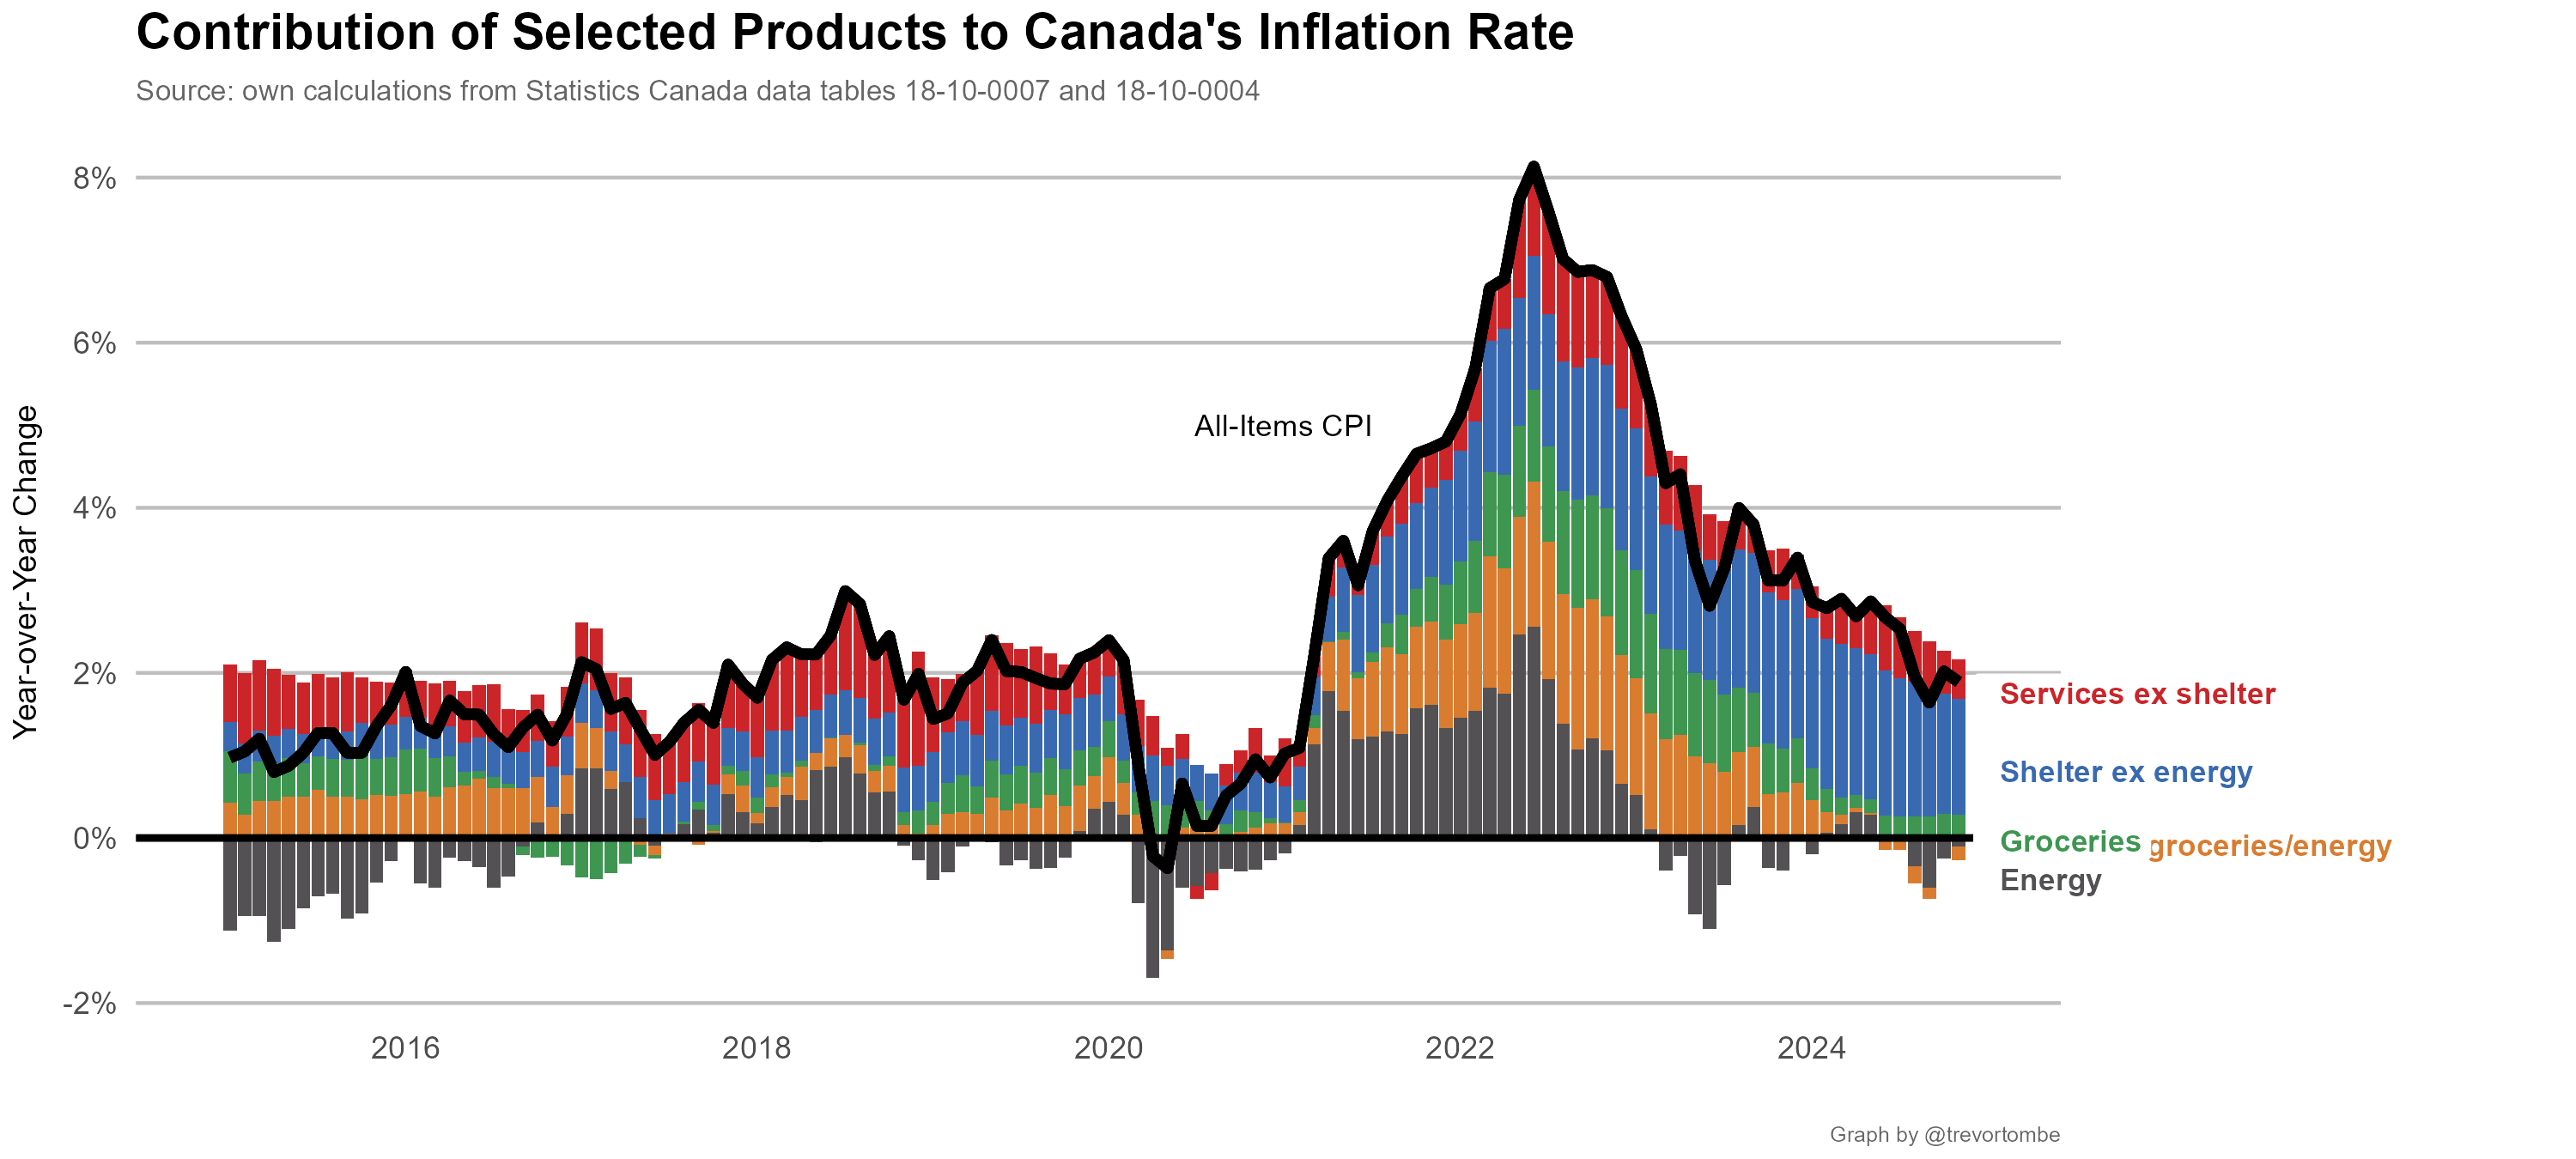 Contribution of Selected Products to Canada's Inflation Rate
Source: own calculations from Statistics Canada data tables 18-10-0007 and 18-10-0004
Year-over-Year Change
8%
6%
4%
2%
0%
-2%
All-Items CPI
Services ex shelter
Shelter ex energy
Groceries groceries/energy
Energy
2016 2018 2020 2022 2024
Graph by @trevortombe